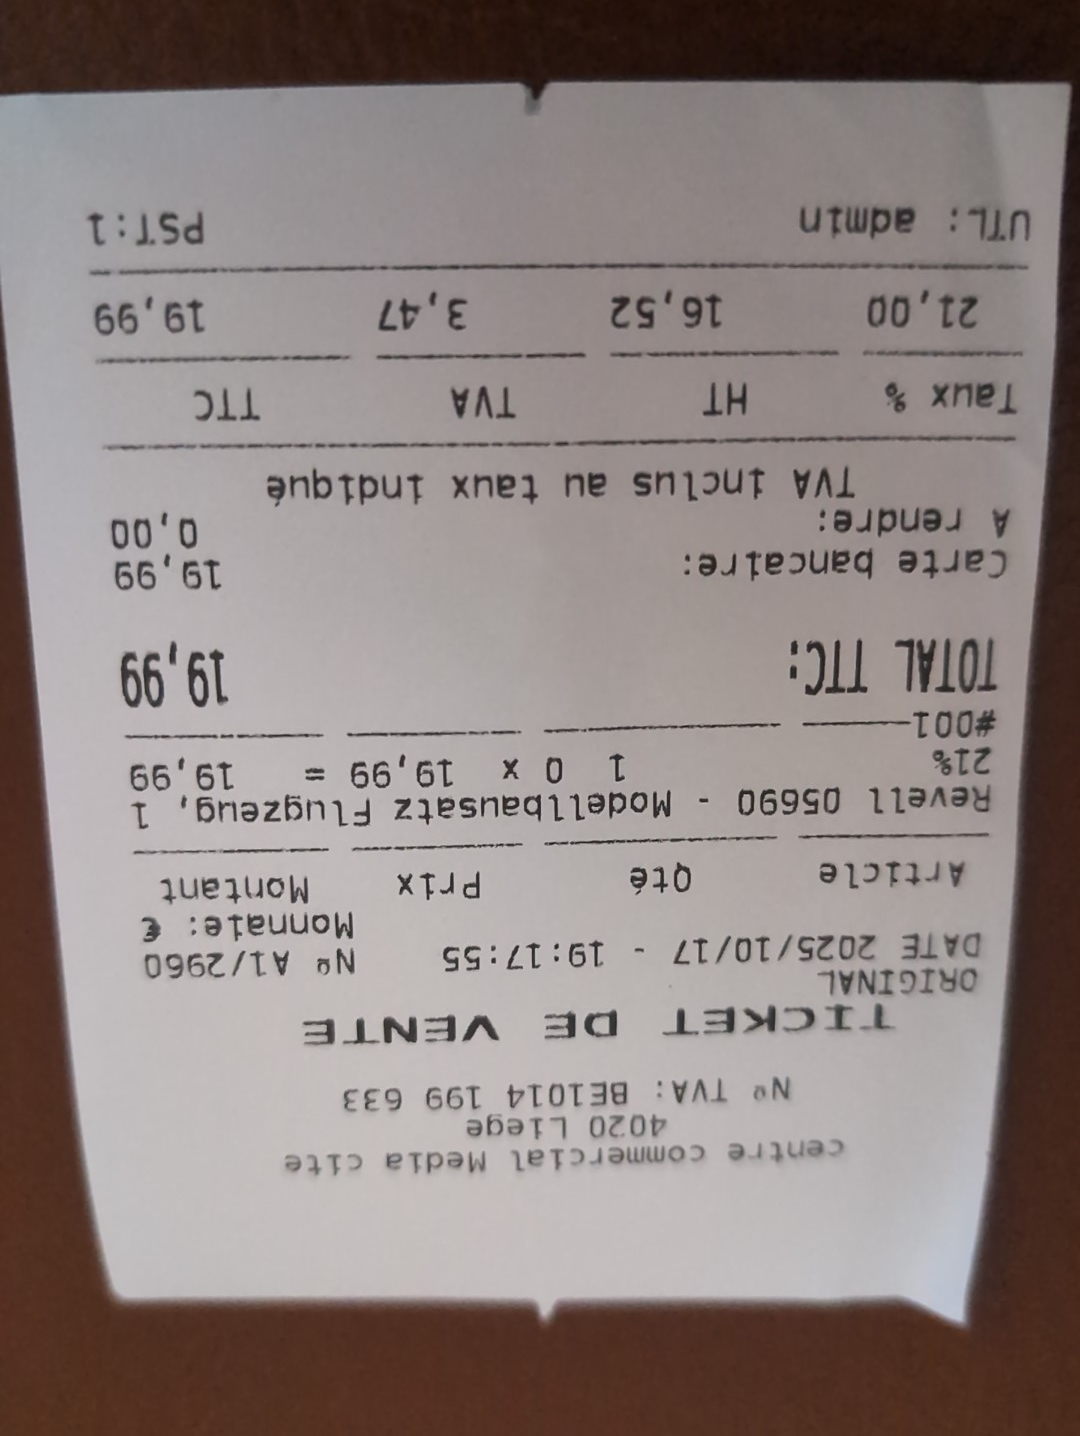 centre commercial Media cite
4020 Liege
Nº TVA: BE1014 199 633
TICKET DE VENTE
ORIGINAL
DATE 2025/10/17 - 19:17:55 Nº A1/2960
Monnaie: €
Article Qté Prix Montant
Revell 05690 - Modellbausatz Flugzeug, 1
21% 1 0 x 19,99 = 19,99
#001
TOTAL TTC: 19,99
Carte bancaire: 19,99
A rendre: 0,00
TVA inclus au taux indiqué
Taux % HT TVA TTC
21,00 16,52 3,47 19,99
UTL: admin PST:1